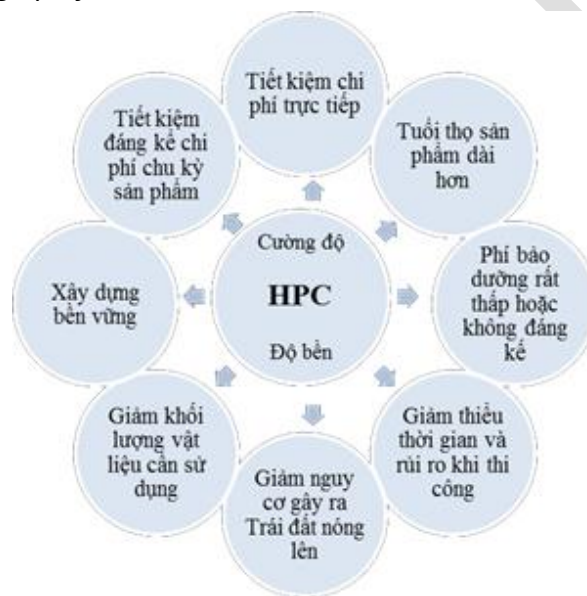 Tiết kiệm chi
phí trực tiếp
Tuổi thọ sản
phẩm dài
hơn
Phí bảo
dưỡng rất
thấp hoặc
không đáng
kể
Giảm thiểu
thời gian và
rủi ro khi thi
công
Giảm nguy
cơ gây ra
Trái đất nóng
lên
Giảm khối
lượng vật
liệu cần sử
dụng
Xây dựng
bền vững
Tiết kiệm
đáng kể chi
phí chu kỳ
sản phẩm
Cường độ
HPC
Độ bền